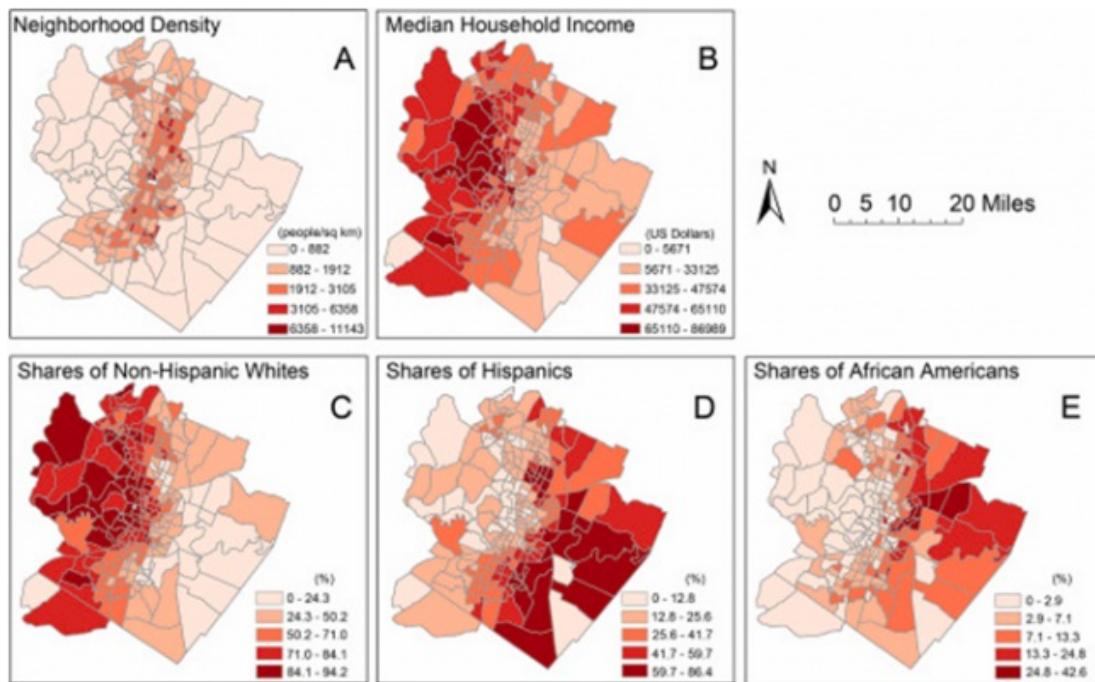 Neighborhood Density
A
(people/sq km)
0 - 882
882 - 1912
1912 - 3105
3105 - 6358
6358 - 11143
Median Household Income
B
(US Dollars)
0 - 5671
5671 - 33125
33125 - 47574
47574 - 65110
65110 - 86989
N
0 5 10 20 Miles
Shares of Non-Hispanic Whites
C
(%)
0 - 24.3
24.3 - 50.2
50.2 - 71.0
71.0 - 84.1
84.1 - 94.2
Shares of Hispanics
D
(%)
0 - 12.8
12.8 - 25.6
25.6 - 41.7
41.7 - 59.7
59.7 - 86.4
Shares of African Americans
E
(%)
0 - 2.9
2.9 - 7.1
7.1 - 13.3
13.3 - 24.8
24.8 - 42.6